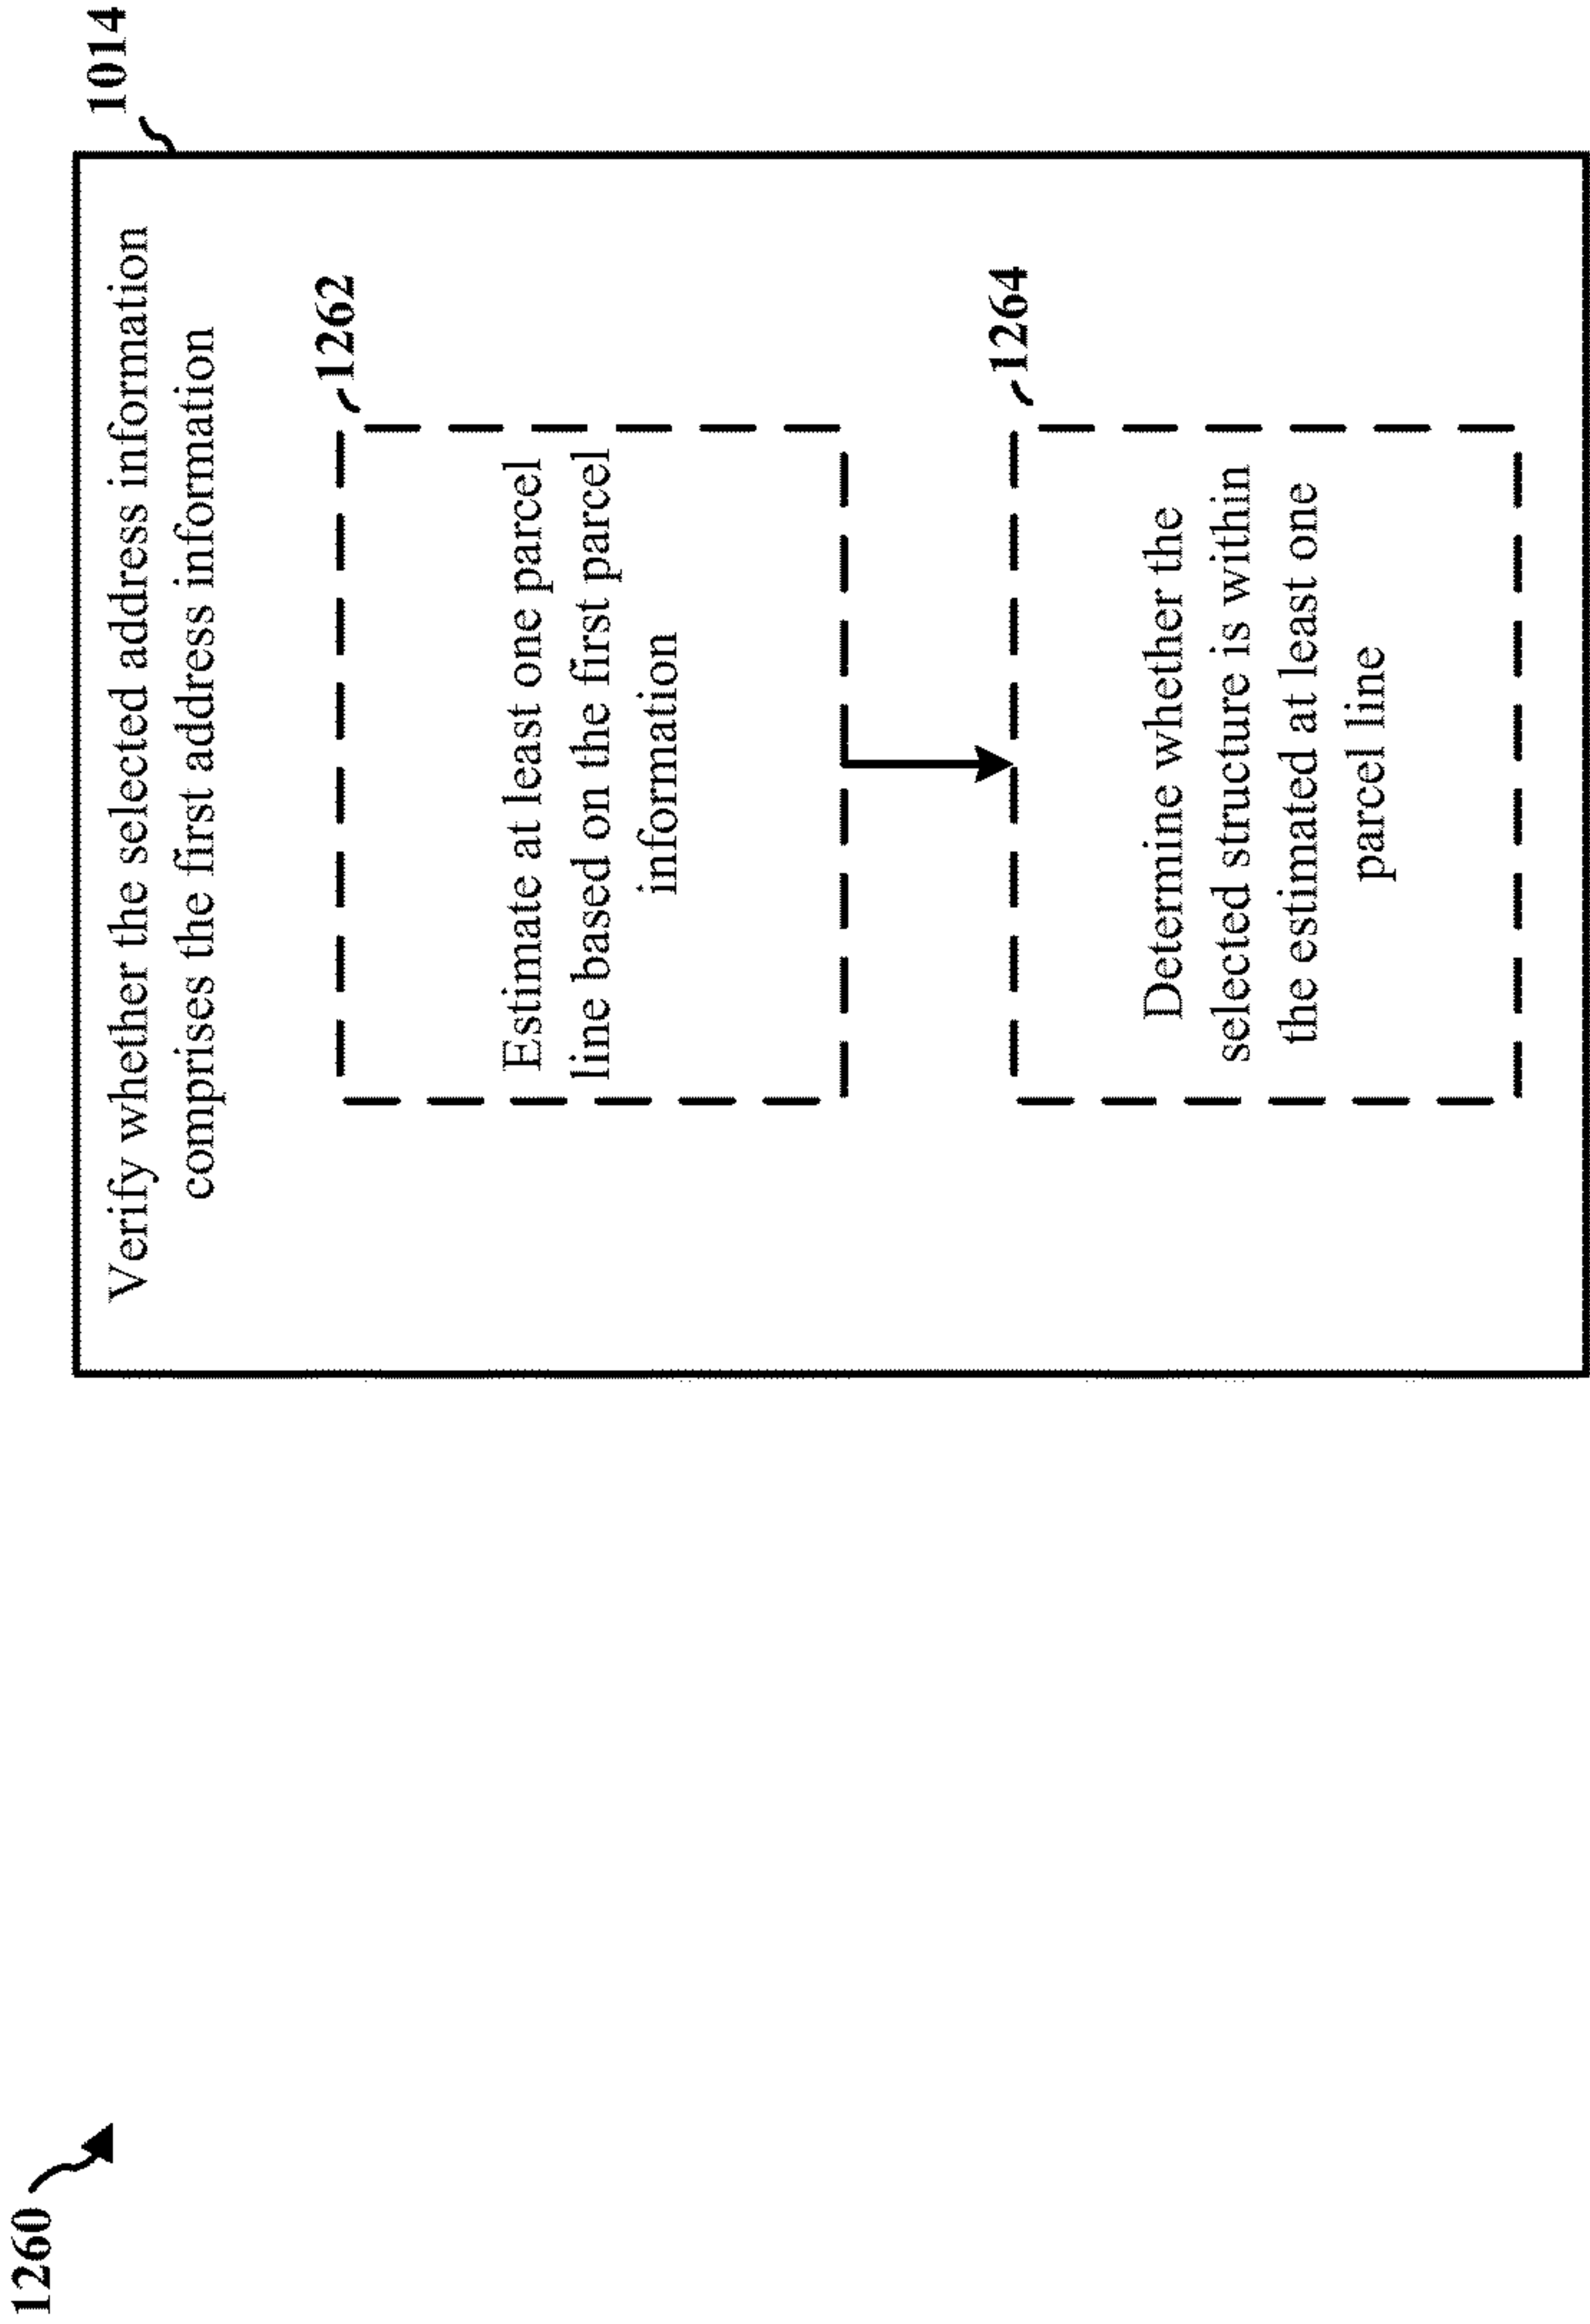 1260
1014
Verify whether the selected address information
comprises the first address information
1262
Estimate at least one parcel
line based on the first parcel
information
1264
Determine whether the
selected structure is within
the estimated at least one
parcel line